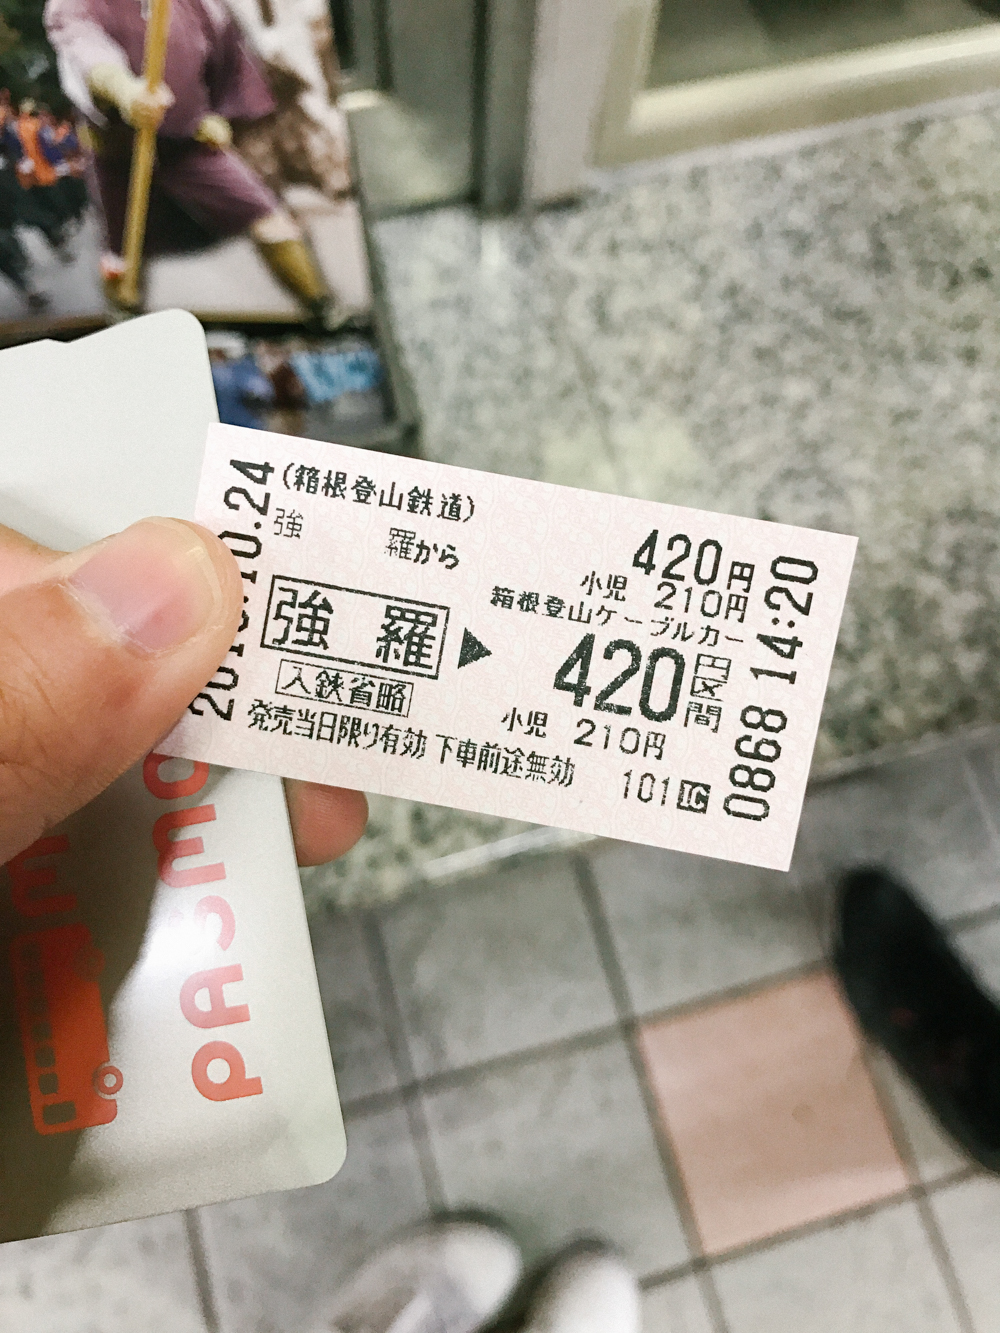 (箱根登山鉄道)
強 羅から
420円
小児 210円
箱根登山ケーブルカー
強 羅 ▶ 420円区間
入鉄省略
小児 210円
発売当日限り有効 下車前途無効
101 IC
0868 14:20
10.24
PASMO